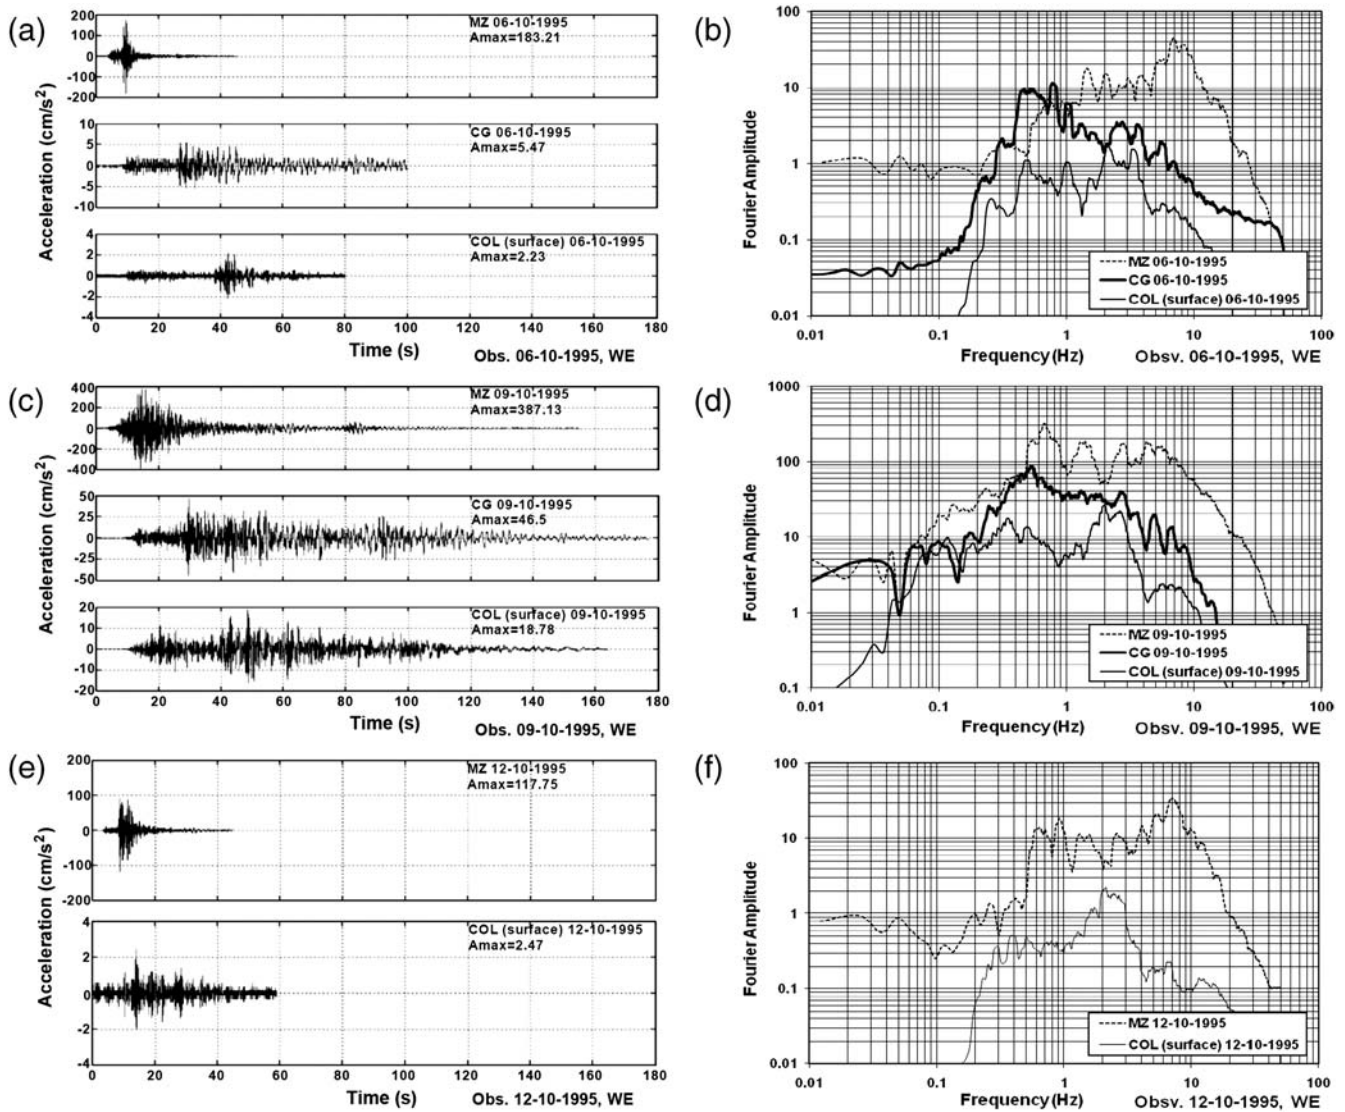 (a)
200
100
0
100
200
MZ 06-10-1995
Amax=183.21
10
5
0
-5
-10
CG 06-10-1995
Amax=5.47
4
2
0
-2
-4
COL (surface) 06-10-1995
Amax=2.23
0 20 40 60 80 100 120 140 160 180
Acceleration (cm/s²)
Time (s)
Obs. 06-10-1995, WE
(b)
100
10
1
0.1
0.01
Fourier Amplitude
MZ 06-10-1995
CG 06-10-1995
COL (surface) 06-10-1995
0.01 0.1 1 10 100
Frequency (Hz)
Obsv. 06-10-1995, WE
(c)
400
200
0
-200
-400
MZ 09-10-1995
Amax=387.13
50
25
0
-25
-50
CG 09-10-1995
Amax=46.5
20
10
0
-10
-20
COL (surface) 09-10-1995
Amax=18.78
0 20 40 60 80 100 120 140 160 180
Acceleration (cm/s²)
Time (s)
Obs. 09-10-1995, WE
(d)
1000
100
10
1
0.1
Fourier Amplitude
MZ 09-10-1995
CG 09-10-1995
COL (surface) 09-10-1995
0.01 0.1 1 10 100
Frequency (Hz)
Obsv. 09-10-1995, WE
(e)
200
100
0
-100
-200
MZ 12-10-1995
Amax=117.75
4
2
0
-2
-4
COL (surface) 12-10-1995
Amax=2.47
0 20 40 60 80 100 120 140 160 180
Acceleration (cm/s²)
Time (s)
Obs. 12-10-1995, WE
(f)
100
10
1
0.1
0.01
Fourier Amplitude
MZ 12-10-1995
COL (surface) 12-10-1995
0.01 0.1 1 10 100
Frequency (Hz)
Obsv. 12-10-1995, WE